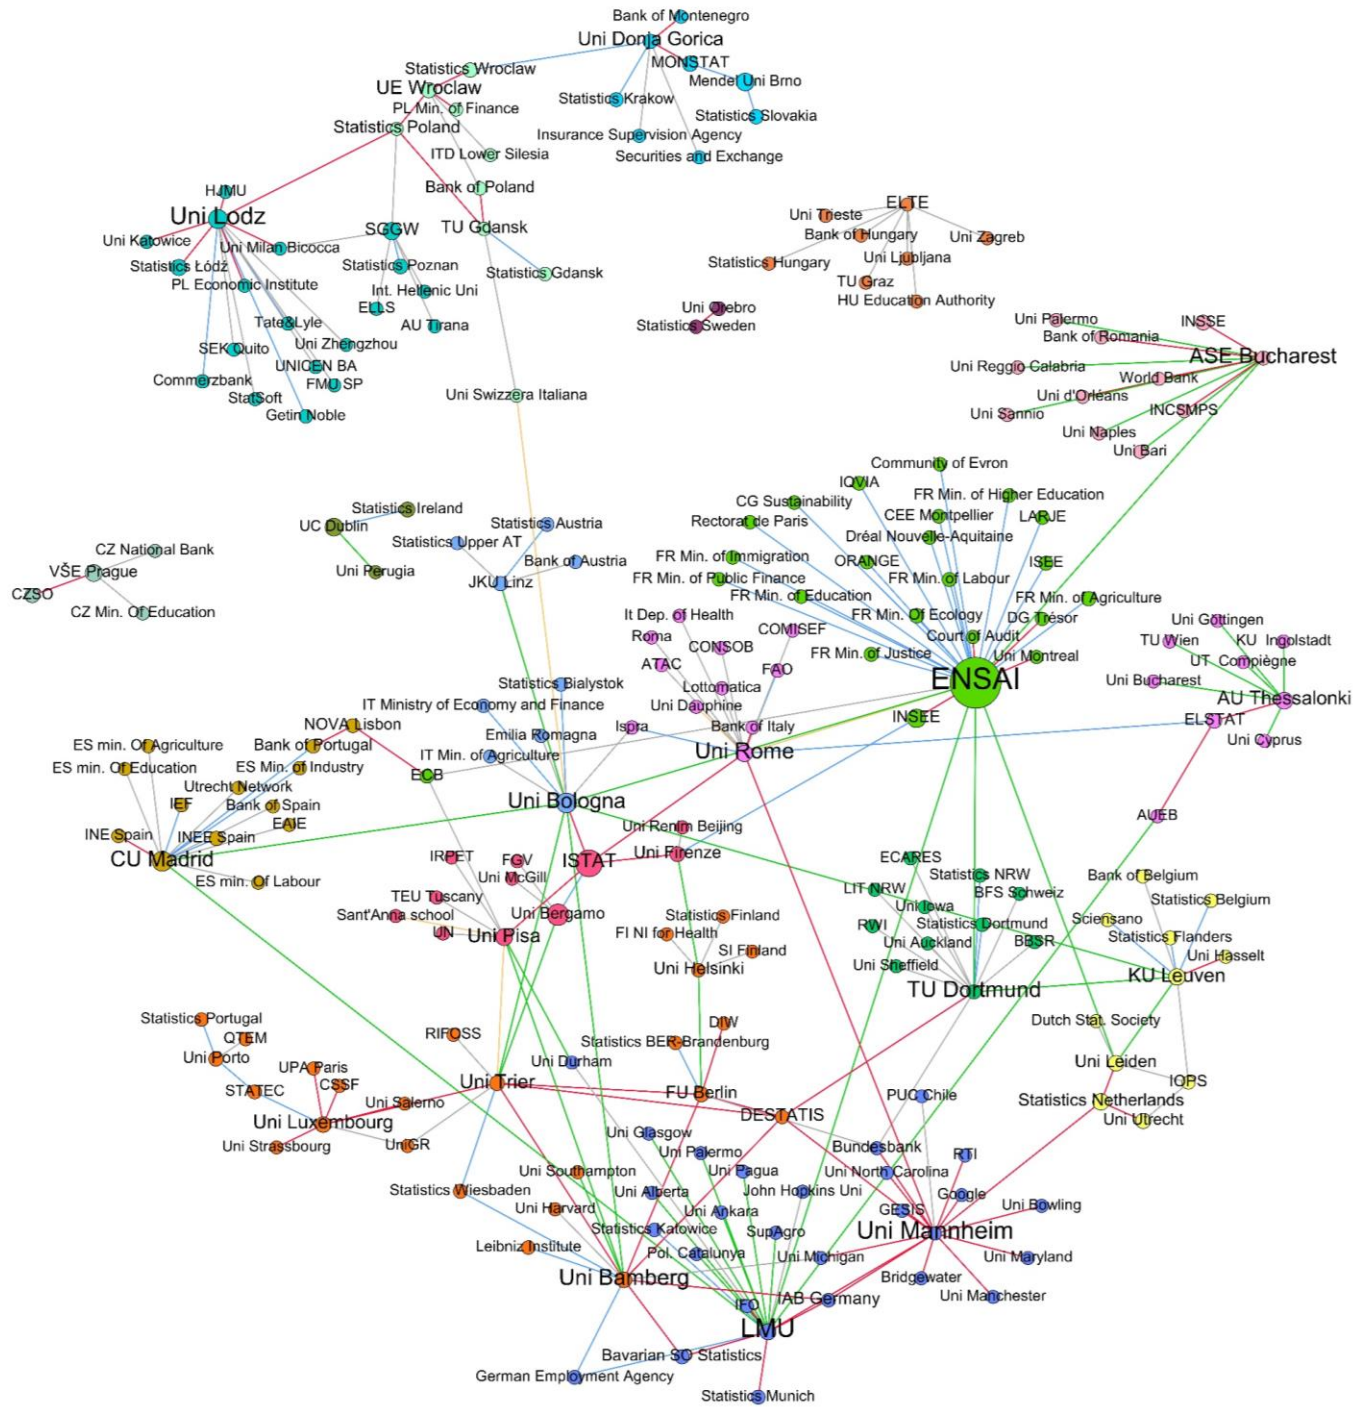 Bank of Montenegro
Uni Donja Gorica
MONSTAT
Statistics Wroclaw
Mendel Uni Brno
UE Wroclaw
Statistics Krakow
PL Min. of Finance
Statistics Slovakia
Statistics Poland
Insurance Supervision Agency
ITD Lower Silesia
Securities and Exchange
Bank of Poland
HJMU
Uni Lodz
ELTE
Uni Trieste
SGGW
TU Gdansk
Bank of Hungary
Uni Zagreb
Uni Katowice
Uni Milan Bicocca
Uni Ljubljana
Statistics Hungary
Statistics Łódź
Statistics Poznan
Statistics Gdansk
TU Graz
PL Economic Institute
Int. Hellenic Uni
HU Education Authority
ELLS
Uni Orebro
Tate&Lyle
AU Tirana
Statistics Sweden
Uni Palermo
INSSE
Uni Zhengzhou
Bank of Romania
SEK Quito
ASE Bucharest
UNICEN BA
Uni Reggio Calabria
Commerzbank
FMU SP
World Bank
StatSoft
Uni Swizzera Italiana
Uni d'Orléans
Getin Noble
Uni Sannio
INCSMPS
Uni Naples
Uni Bari
Community of Evron
IQVIA
FR Min. of Higher Education
CG Sustainability
Statistics Ireland
CEE Montpellier
LARJE
UC Dublin
Statistics Austria
Rectorat de Paris
Dréal Nouvelle-Aquitaine
Statistics Upper AT
CZ National Bank
FR Min. of Immigration
ORANGE
ISEE
VŠE Prague
Uni Perugia
Bank of Austria
FR Min. of Public Finance
FR Min. of Labour
JKU Linz
CZSO
FR Min. of Education
FR Min. of Agriculture
CZ Min. Of Education
It Dep. of Health
FR Min. Of Ecology
DG Trésor
Uni Göttingen
Roma
COMISEF
Court of Audit
TU Wien
KU Ingolstadt
CONSOB
FR Min. of Justice
Uni Montreal
ATAC
FAO
UT Compiègne
Statistics Bialystok
Lottomatica
ENSAI
Uni Bucharest
IT Ministry of Economy and Finance
Uni Dauphine
AU Thessalonki
NOVA Lisbon
Ispra
Bank of Italy
INSEE
ELSTAT
ES min. Of Agriculture
Bank of Portugal
Emilia Romagna
Uni Cyprus
IT Min. of Agriculture
Uni Rome
ES min. Of Education
ES Min. of Industry
ECB
Utrecht Network
Uni Bologna
IEF
Bank of Spain
AUEB
EAIE
Uni Renim Beijing
INE Spain
INEE Spain
CU Madrid
IRPET
FGV
ISTAT
Uni Firenze
ECARES
Uni McGill
Statistics NRW
Bank of Belgium
ES min. Of Labour
LIT NRW
BFS Schweiz
TEU Tuscany
Statistics Belgium
Uni Iowa
Sant'Anna school
Uni Bergamo
Statistics Finland
Sciensano
RWI
Statistics Dortmund
UN
Uni Pisa
FI NI for Health
Statistics Flanders
Uni Auckland
BBSR
SI Finland
Uni Hasselt
Uni Sheffield
Uni Helsinki
KU Leuven
TU Dortmund
Statistics Portugal
DIW
Dutch Stat. Society
QTEM
RIFOSS
Statistics BER-Brandenburg
Uni Porto
Uni Durham
UPA Paris
Uni Leiden
CSSF
Uni Trier
IOPS
STATEC
FU Berlin
PUC Chile
Statistics Netherlands
Uni Salerno
DESTATIS
Uni Luxembourg
Uni Utrecht
Uni Glasgow
Uni Strassbourg
UniGR
Uni Palermo
Bundesbank
RTI
Uni Southampton
Uni Pagua
Uni North Carolina
Statistics Wiesbaden
Uni Alberta
John Hopkins Uni
Google
Uni Harvard
Uni Ankara
GESIS
Uni Bowling
Statistics Katowice
SupAgro
Uni Mannheim
Leibniz Institute
Pol. Catalunya
Uni Michigan
Uni Maryland
Uni Bamberg
Bridgewater
IFO
IAB Germany
Uni Manchester
LMU
Bavarian SO Statistics
German Employment Agency
Statistics Munich